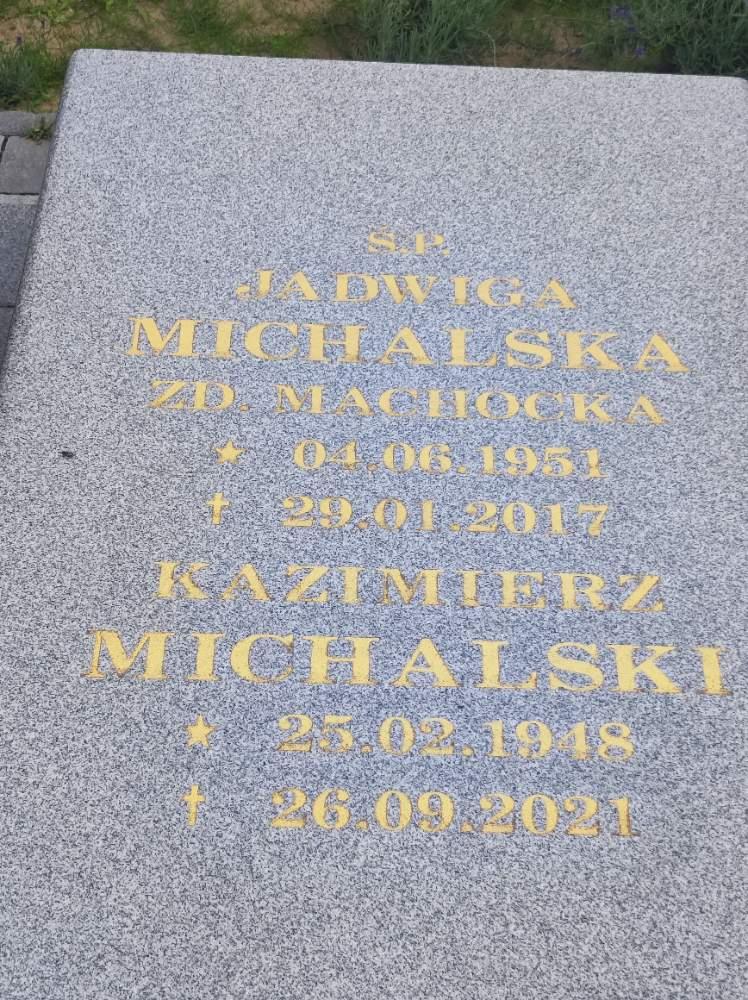 Ś.P.
JADWIGA
MICHALSKA
ZD. MACHOCKA
★ 04.06.1951
✝ 29.01.2017
KAZIMIERZ
MICHALSKI
★ 25.02.1948
✝ 26.09.2021